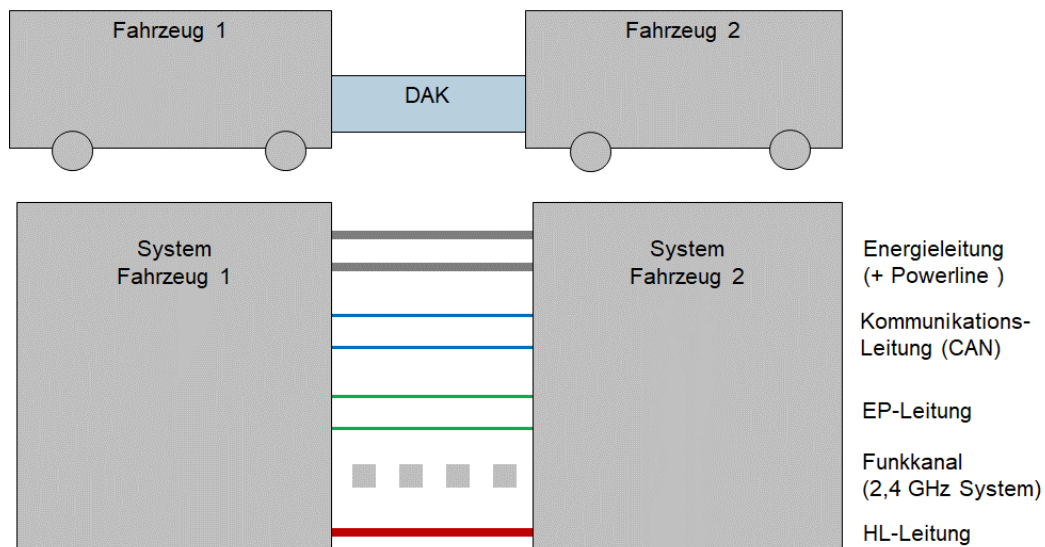 Fahrzeug 1
Fahrzeug 2
DAK
System
Fahrzeug 1
System
Fahrzeug 2
Energieleitung
(+ Powerline )
Kommunikations-
Leitung (CAN)
EP-Leitung
Funkkanal
(2,4 GHz System)
HL-Leitung